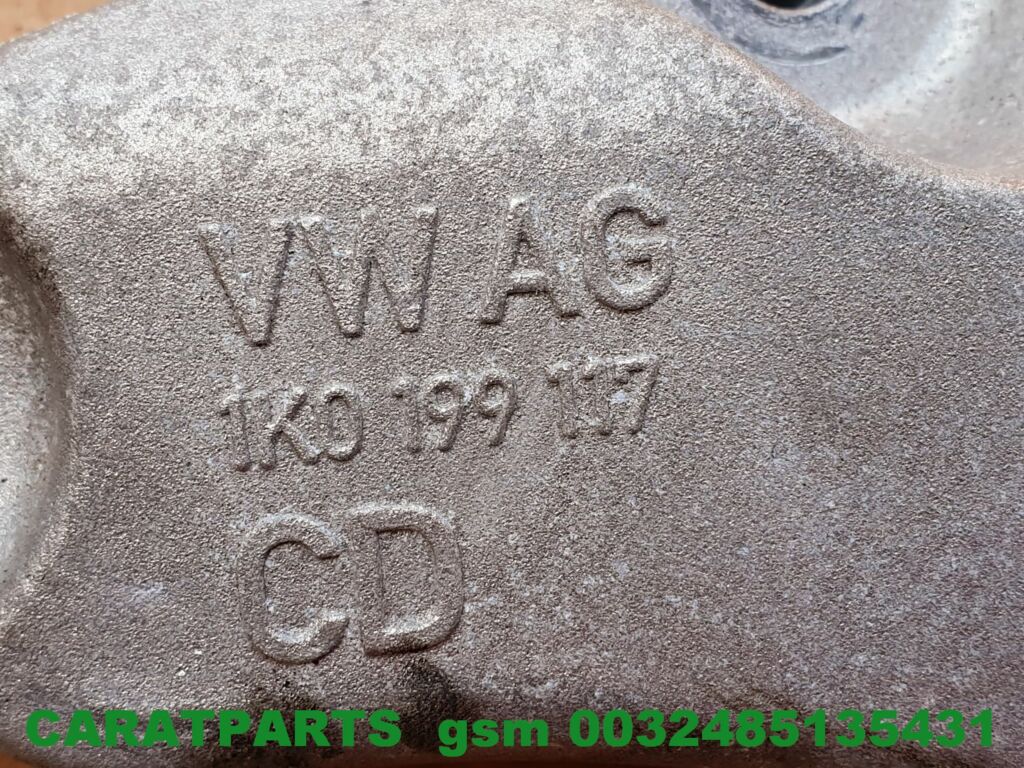 VW AG
1K0 199 117
CD
CARATPARTS gsm 0032485135431